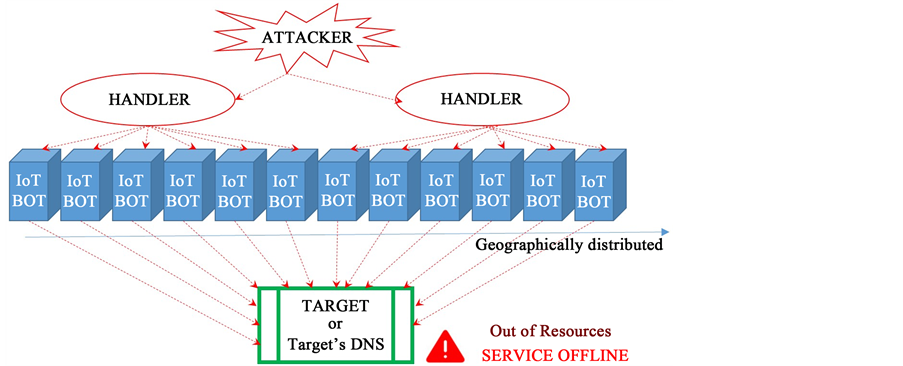 ATTACKER
HANDLER
HANDLER
IoT
BOT
IoT
BOT
IoT
BOT
IoT
BOT
IoT
BOT
IoT
BOT
IoT
BOT
IoT
BOT
IoT
BOT
IoT
BOT
IoT
BOT
IoT
BOT
Geographically distributed
TARGET
or
Target's DNS
Out of Resources
SERVICE OFFLINE